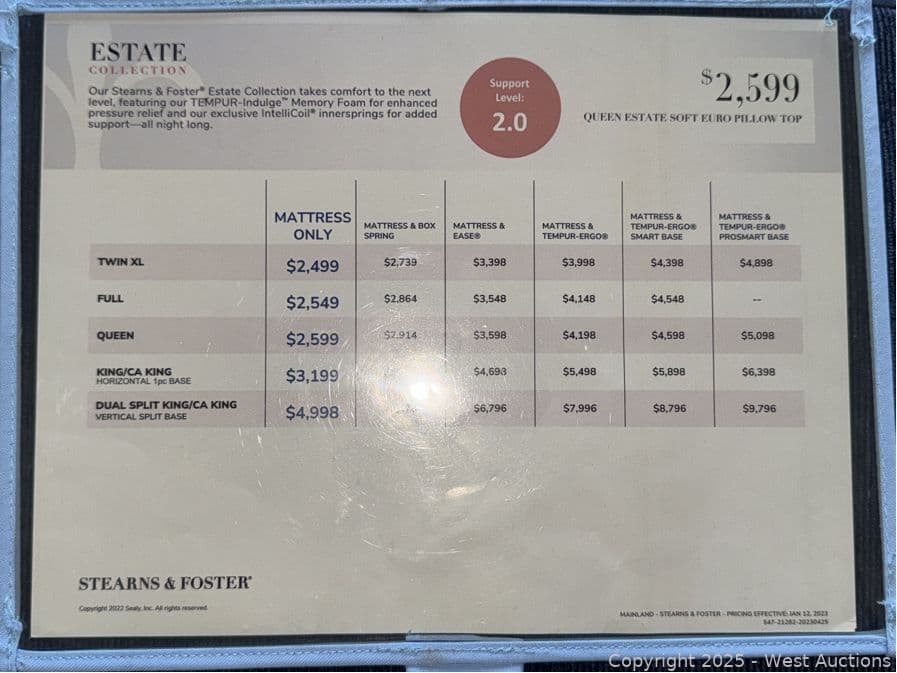 ESTATE
COLLECTION
Our Stearns & Foster® Estate Collection takes comfort to the next
level, featuring our TEMPUR-Indulge™ Memory Foam for enhanced
pressure relief and our exclusive IntelliCoil® innersprings for added
support—all night long.
Support
Level:
2.0
$2,599
QUEEN ESTATE SOFT EURO PILLOW TOP
MATTRESS
ONLY
MATTRESS & BOX
SPRING
MATTRESS &
EASE®
MATTRESS &
TEMPUR-ERGO®
MATTRESS &
TEMPUR-ERGO®
SMART BASE
MATTRESS &
TEMPUR-ERGO®
PROSMART BASE
TWIN XL $2,499 $2,739 $3,398 $3,998 $4,398 $4,898
FULL $2,549 $2,864 $3,548 $4,148 $4,548 --
QUEEN $2,599 $2,914 $3,598 $4,198 $4,598 $5,098
KING/CA KING $3,199 $4,698 $5,498 $5,898 $6,398
HORIZONTAL 1pc BASE
DUAL SPLIT KING/CA KING $4,998 $6,796 $7,996 $8,796 $9,796
VERTICAL SPLIT BASE
STEARNS & FOSTER®
Copyright 2022 Sealy, Inc. All rights reserved.
MAINLAND - STEARNS & FOSTER - PRICING EFFECTIVE: JAN 12, 2023
547-21282-20230425
Copyright 2025 - West Auctions